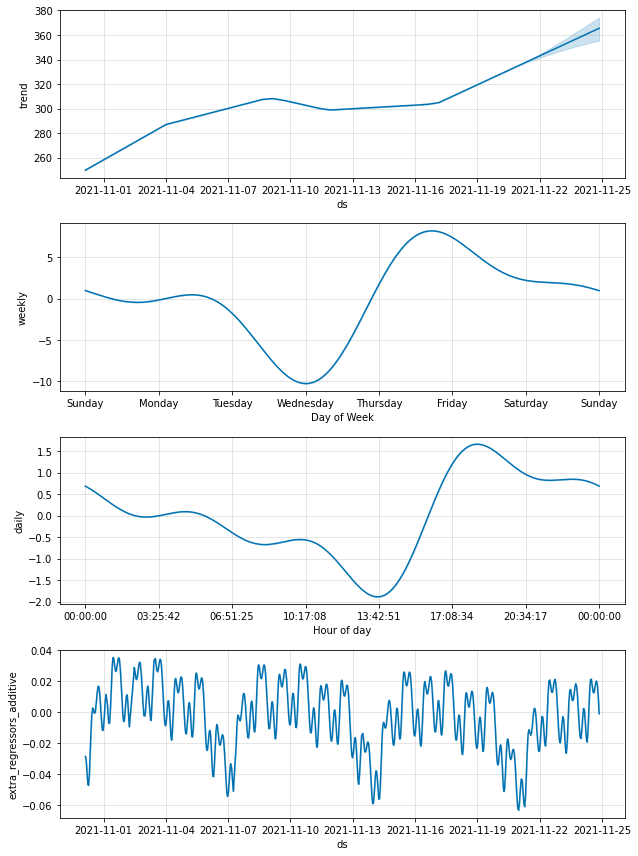 380
360
340
320
300
280
260
trend
2021-11-01 2021-11-04 2021-11-07 2021-11-10 2021-11-13 2021-11-16 2021-11-19 2021-11-22 2021-11-25
ds
5
0
−5
−10
weekly
Sunday Monday Tuesday Wednesday Thursday Friday Saturday Sunday
Day of Week
1.5
1.0
0.5
0.0
−0.5
−1.0
−1.5
−2.0
daily
00:00:00 03:25:42 06:51:25 10:17:08 13:42:51 17:08:34 20:34:17 00:00:00
Hour of day
0.04
0.02
0.00
−0.02
−0.04
−0.06
extra_regressors_additive
2021-11-01 2021-11-04 2021-11-07 2021-11-10 2021-11-13 2021-11-16 2021-11-19 2021-11-22 2021-11-25
ds